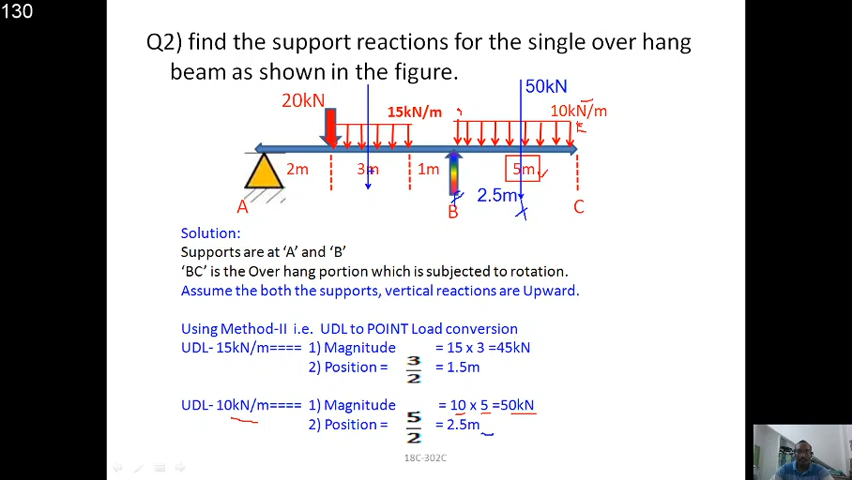 130
Q2) find the support reactions for the single over hang
beam as shown in the figure.
50kN
20kN
15kN/m
10kN/m
2m
3m
1m
5m
2.5m
A
B
C
Solution:
Supports are at ‘A’ and ‘B’
‘BC’ is the Over hang portion which is subjected to rotation.
Assume the both the supports, vertical reactions are Upward.
Using Method-II i.e. UDL to POINT Load conversion
UDL- 15kN/m==== 1) Magnitude = 15 x 3 =45kN
2) Position = 3/2 = 1.5m
UDL- 10kN/m==== 1) Magnitude = 10 x 5 =50kN
2) Position = 5/2 = 2.5m
18C-302C